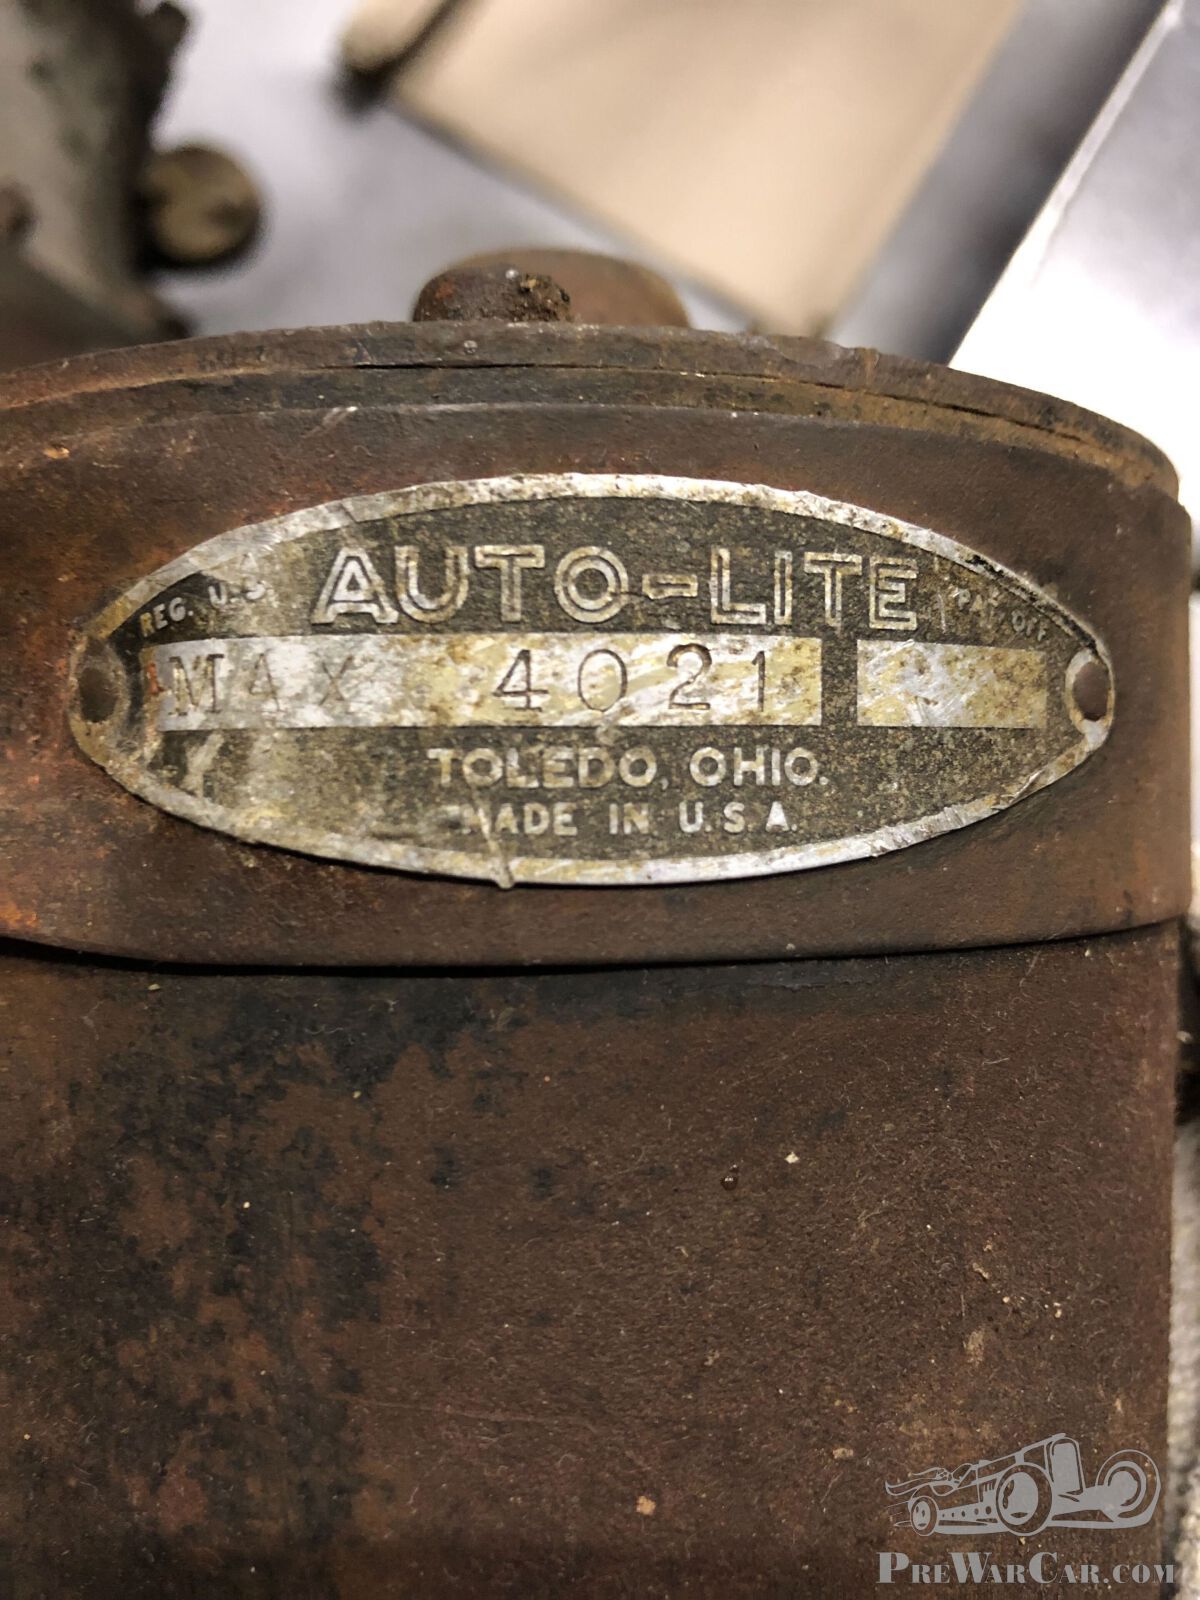 REG. U.S. AUTO-LITE PAT. OFF.
MAX 4021
TOLEDO, OHIO.
MADE IN U.S.A.
PREWARCAR.COM